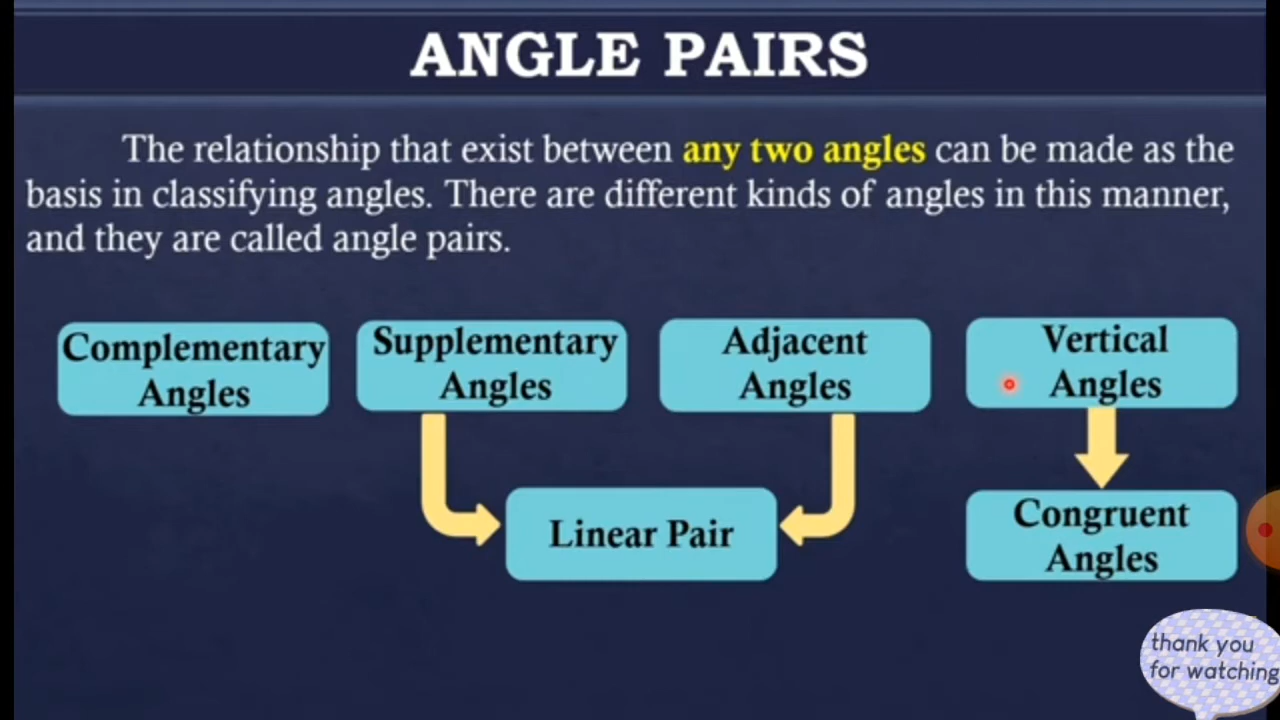 ANGLE PAIRS
The relationship that exist between any two angles can be made as the
basis in classifying angles. There are different kinds of angles in this manner,
and they are called angle pairs.
Complementary
Angles
Supplementary
Angles
Adjacent
Angles
Vertical
Angles
Linear Pair
Congruent
Angles
thank you
for watching